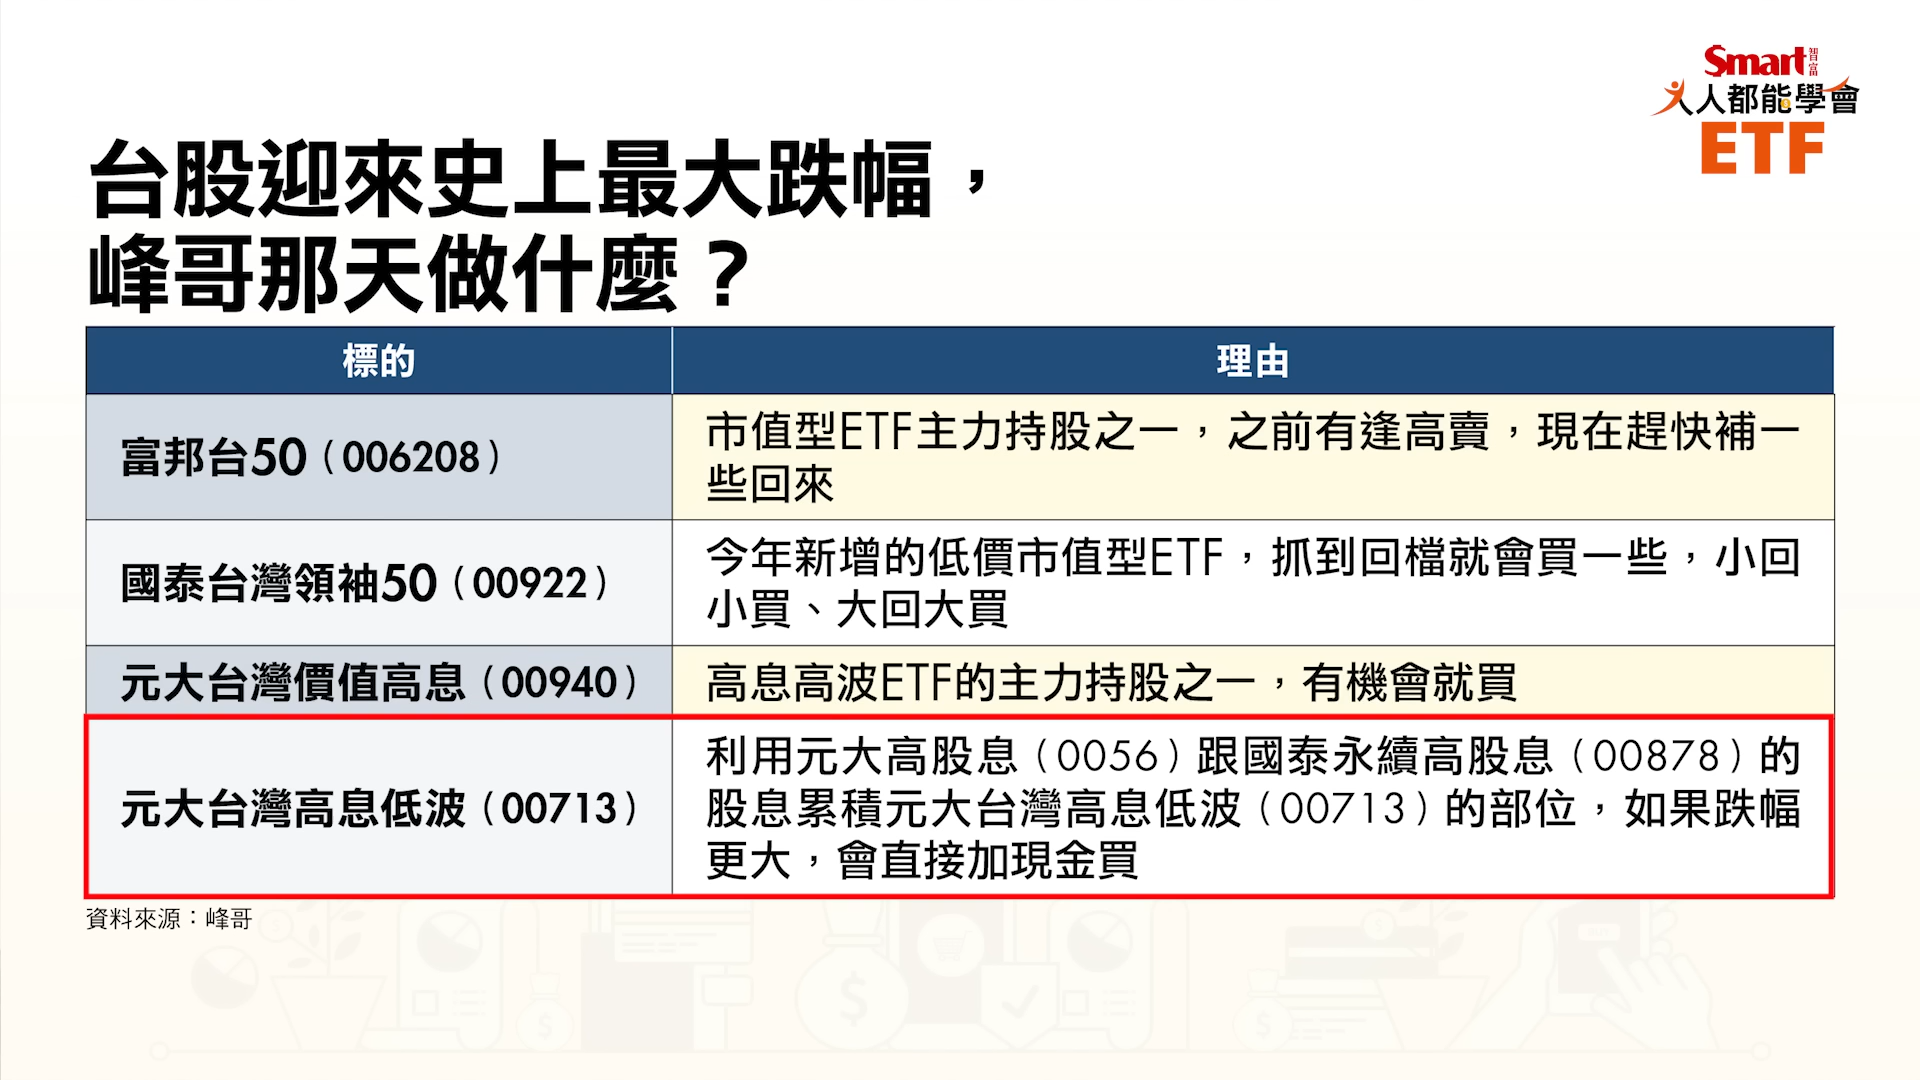 Smart智富
人人都能學會
ETF
台股迎來史上最大跌幅，
峰哥那天做什麼？
標的
理由
富邦台50（006208）
市值型ETF主力持股之一，之前有逢高賣，現在趕快補一
些回來
國泰台灣領袖50（00922）
今年新增的低價市值型ETF，抓到回檔就會買一些，小回
小買、大回大買
元大台灣價值高息（00940）
高息高波ETF的主力持股之一，有機會就買
元大台灣高息低波（00713）
利用元大高股息（0056）跟國泰永續高股息（00878）的
股息累積元大台灣高息低波（00713）的部位，如果跌幅
更大，會直接加現金買
資料來源：峰哥